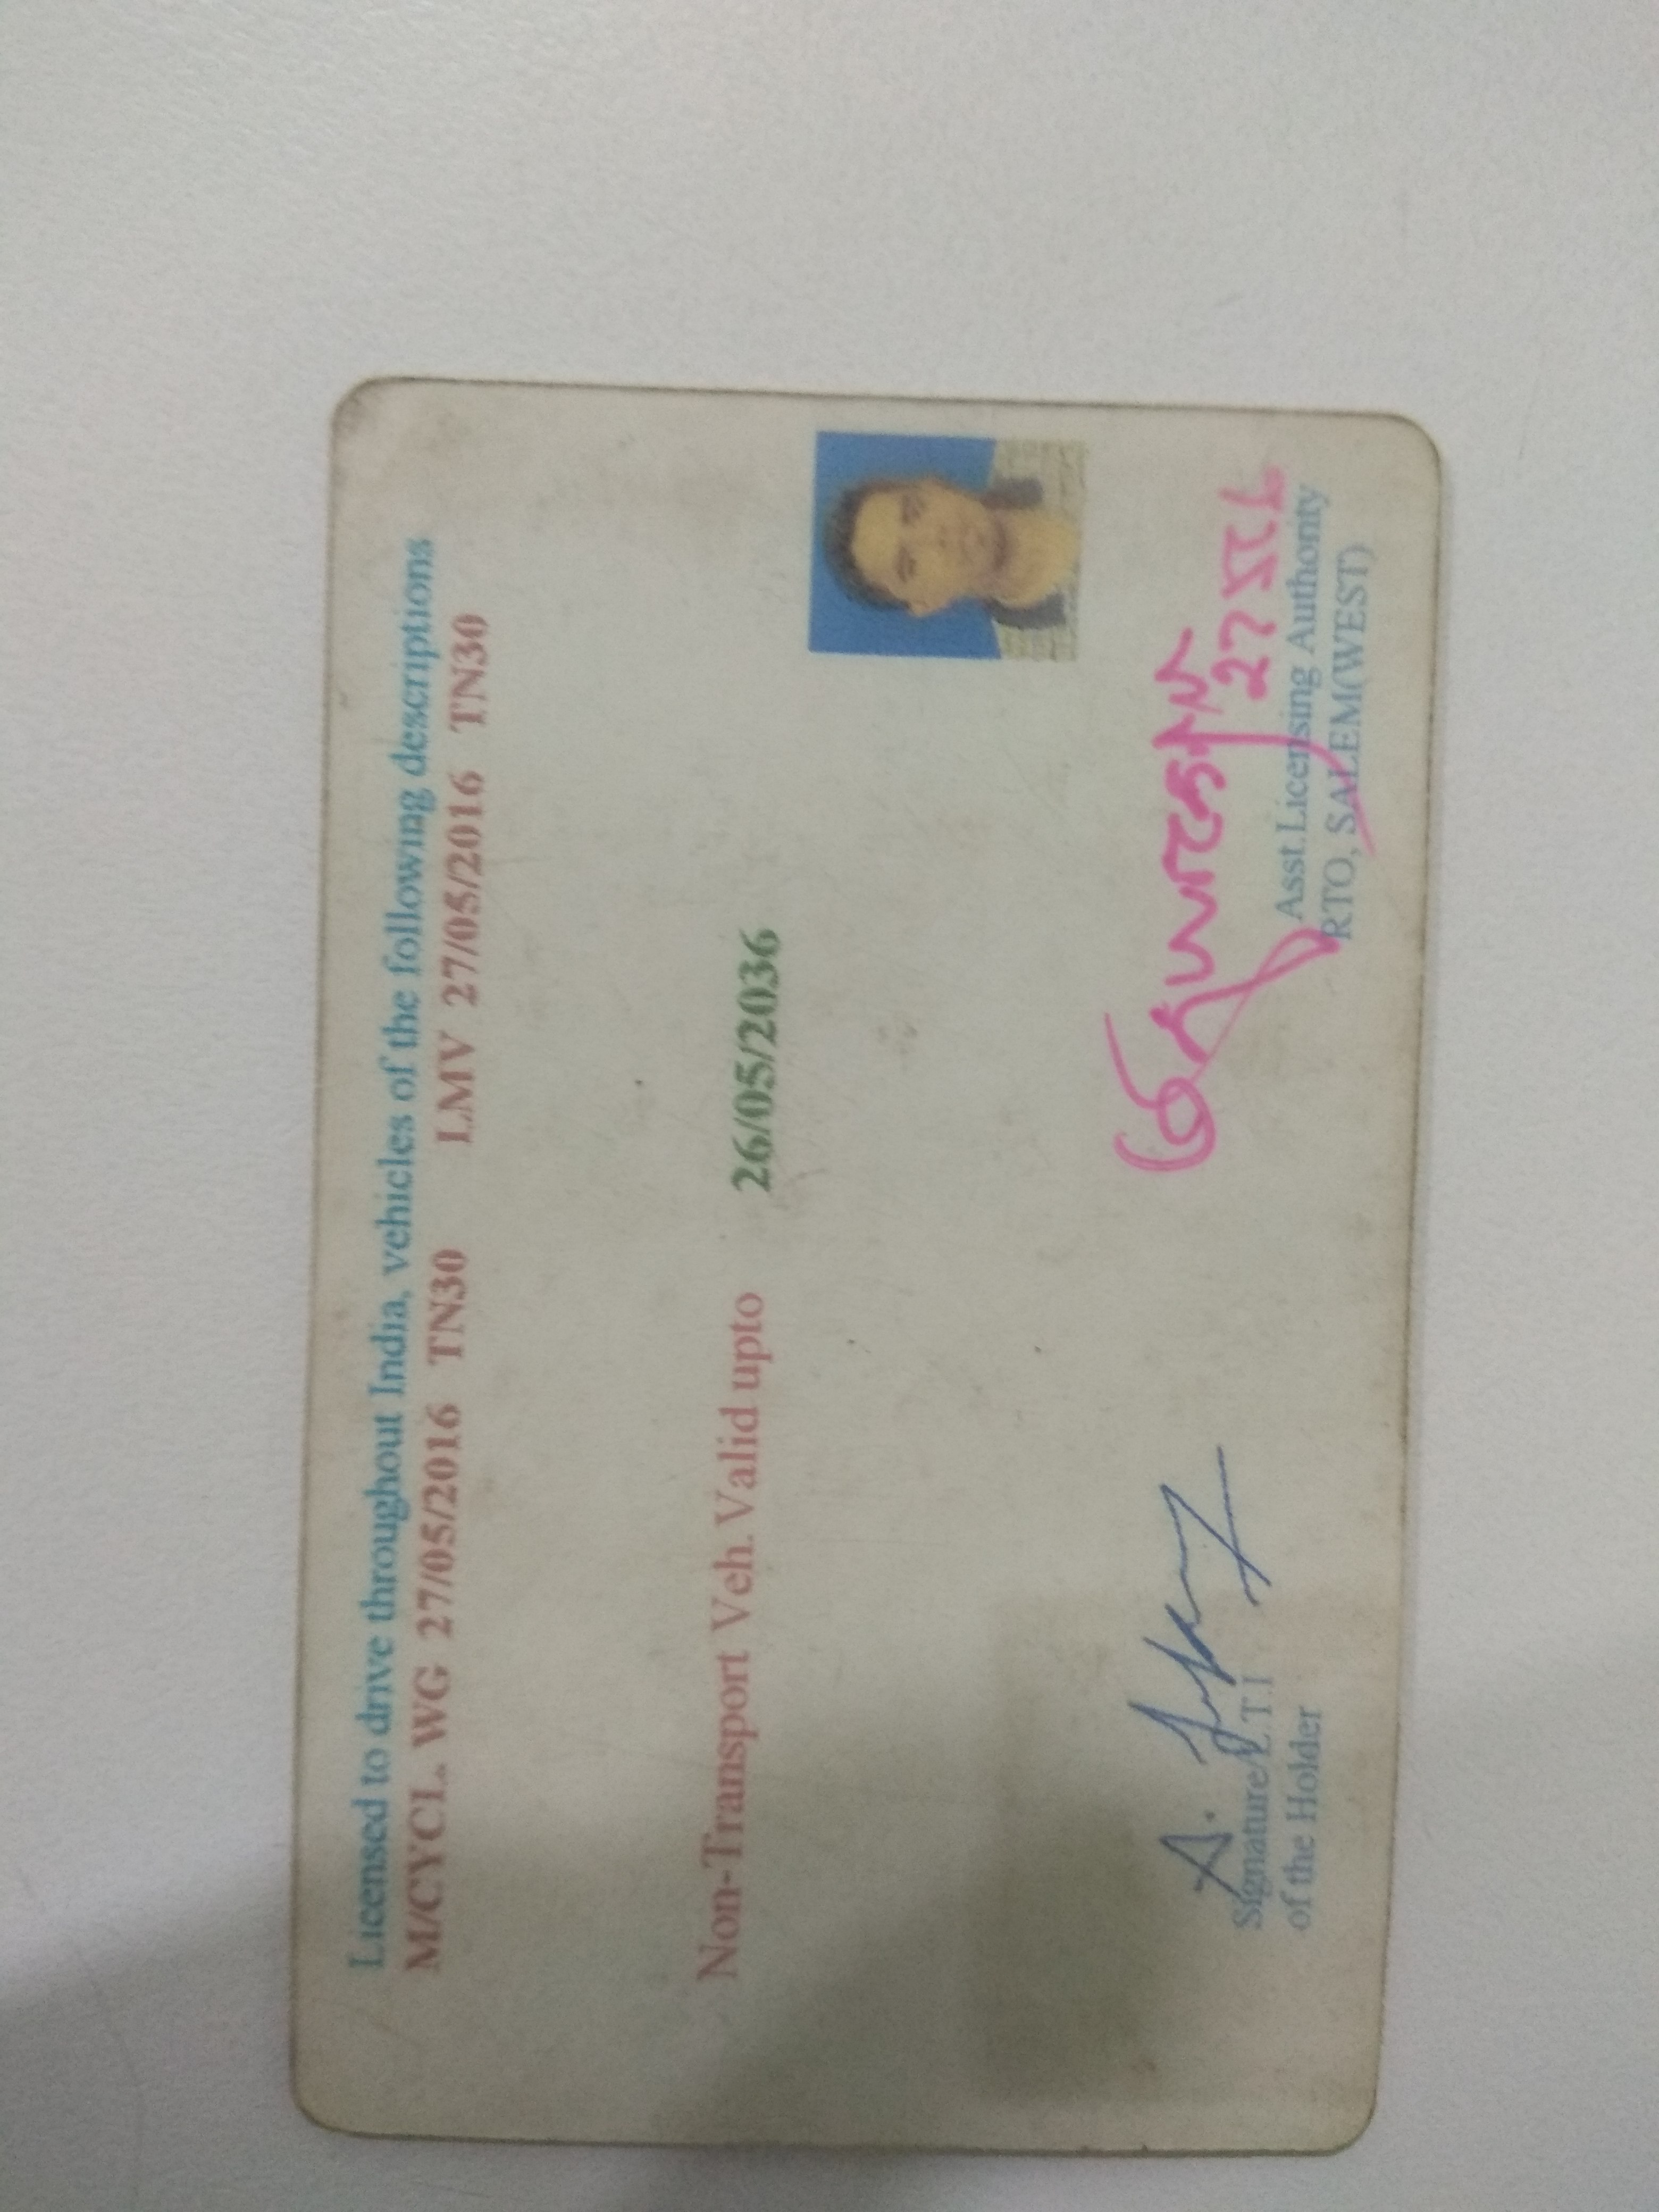 Licensed to drive throughout India, vehicles of the following descriptions
M/CYCL. WG 27/05/2016 TN30 LMV 27/05/2016 TN30
Non-Transport Veh. Valid upto 26/05/2036
A.
Signature/L.T.I
of the Holder
Asst.Licensing Authority
RTO, SALEM(WEST)